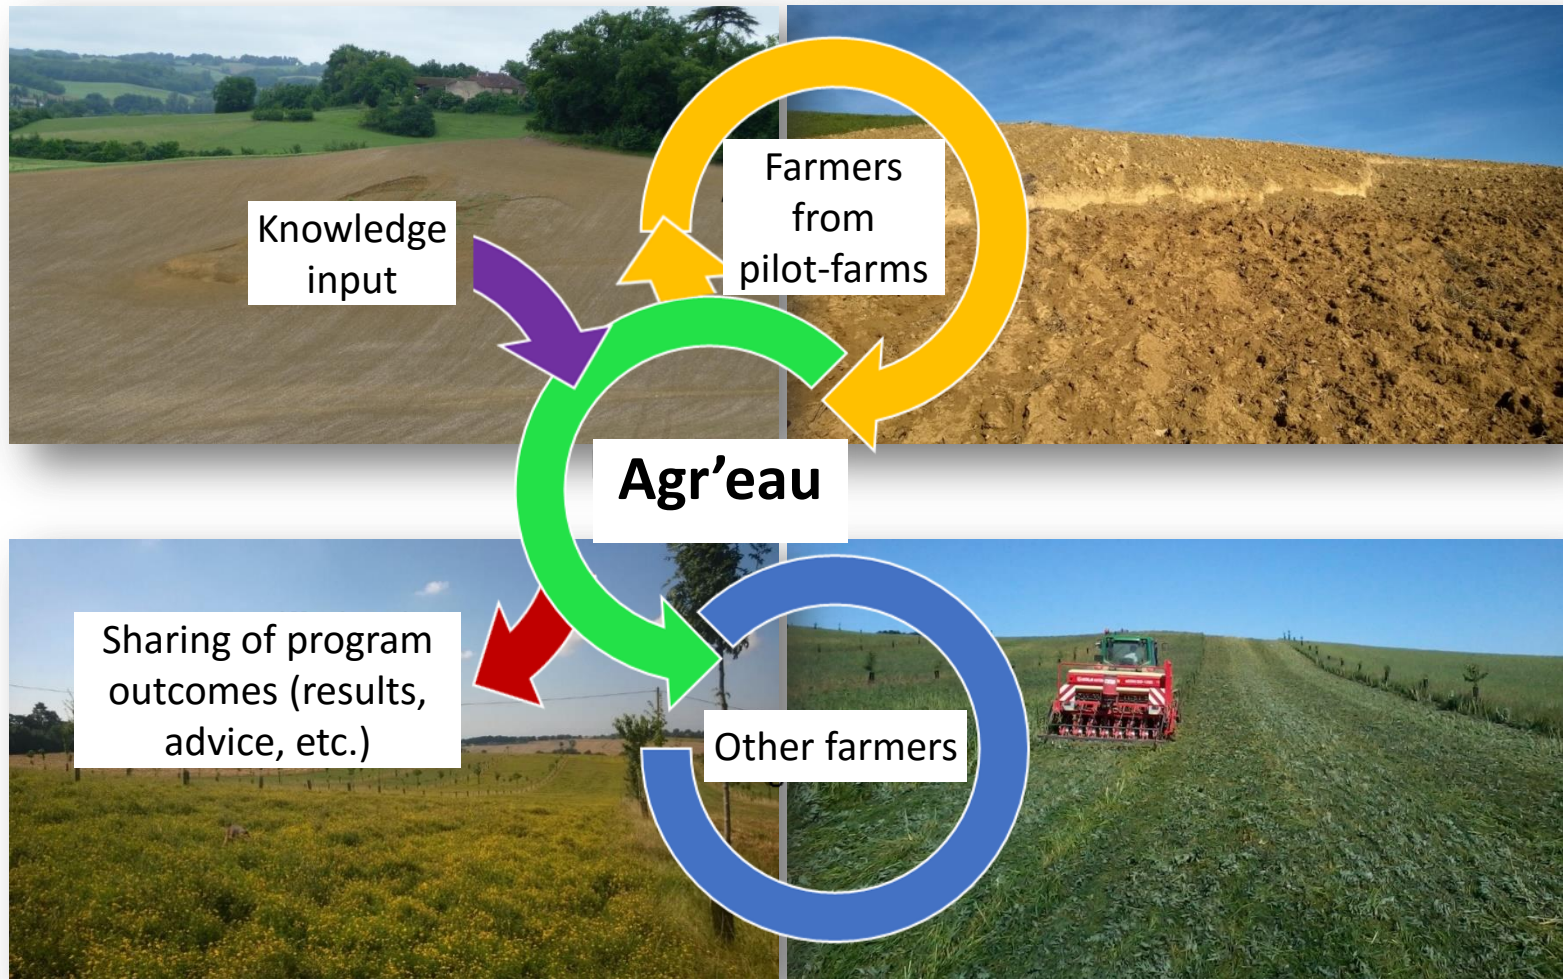 Farmers
from
pilot-farms
Knowledge
input
Agr’eau
Sharing of program
outcomes (results,
advice, etc.)
Other farmers